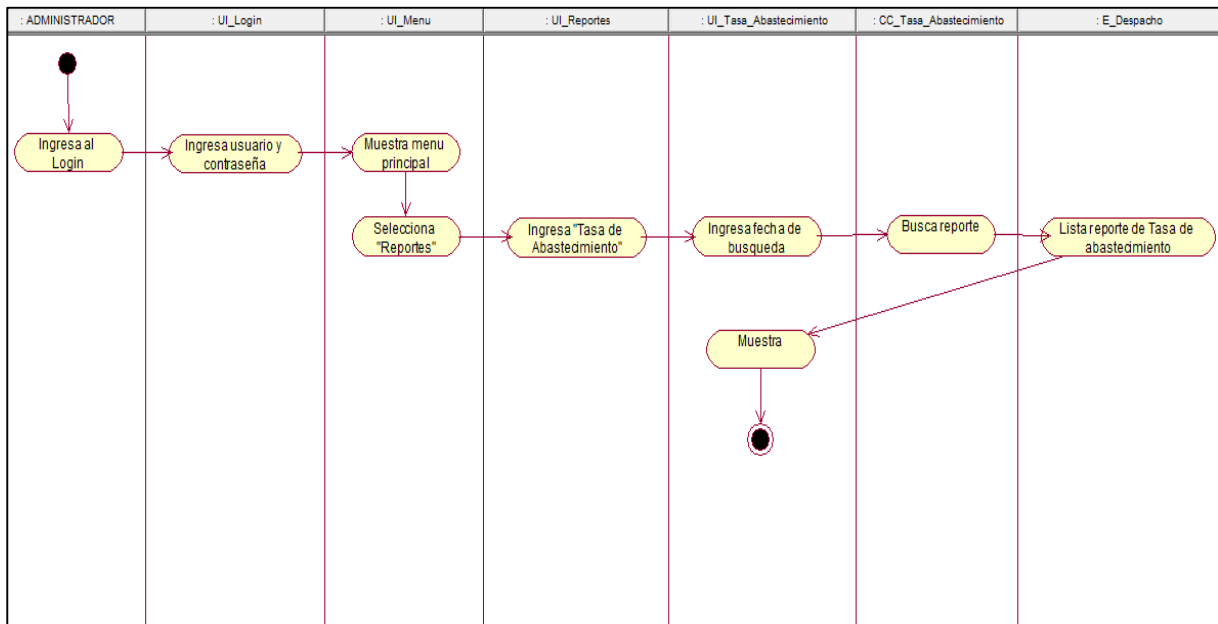 : ADMINISTRADOR
: UI_Login
: UI_Menu
: UI_Reportes
: UI_Tasa_Abastecimiento
: CC_Tasa_Abastecimiento
: E_Despacho
Ingresa al
Login
Ingresa usuario y
contraseña
Muestra menu
principal
Selecciona
"Reportes"
Ingresa "Tasa de
Abastecimiento"
Ingresa fecha de
busqueda
Busca reporte
Lista reporte de Tasa de
abastecimiento
Muestra